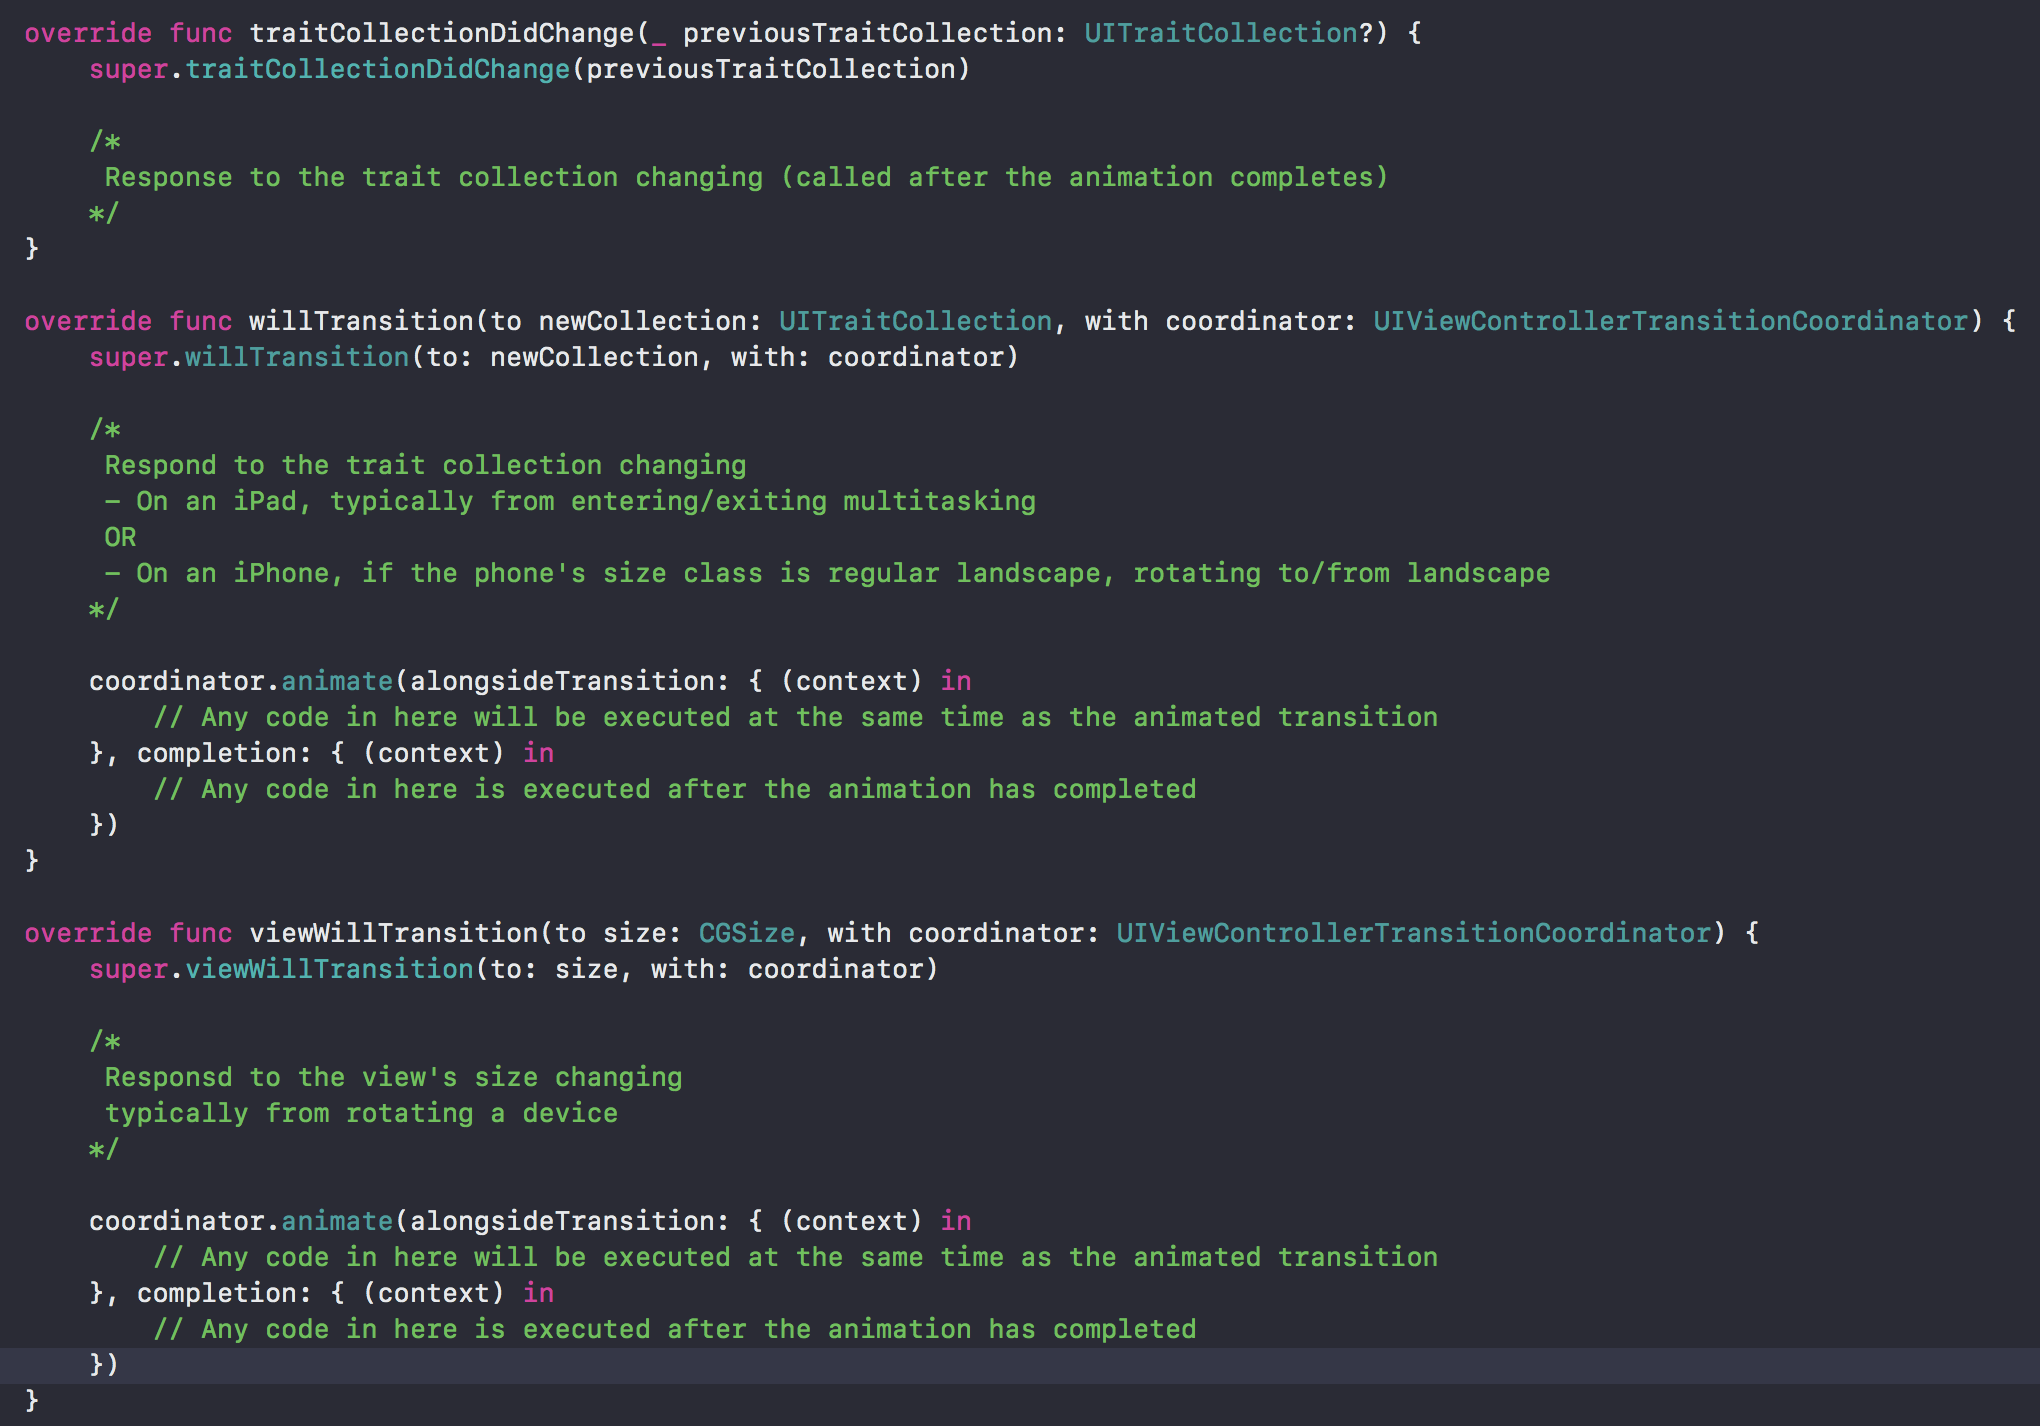 override func traitCollectionDidChange(_ previousTraitCollection: UITraitCollection?) {
    super.traitCollectionDidChange(previousTraitCollection)

    /*
     Response to the trait collection changing (called after the animation completes)
    */
}

override func willTransition(to newCollection: UITraitCollection, with coordinator: UIViewControllerTransitionCoordinator) {
    super.willTransition(to: newCollection, with: coordinator)

    /*
     Respond to the trait collection changing
     – On an iPad, typically from entering/exiting multitasking
     OR
     – On an iPhone, if the phone's size class is regular landscape, rotating to/from landscape
    */

    coordinator.animate(alongsideTransition: { (context) in
        // Any code in here will be executed at the same time as the animated transition
    }, completion: { (context) in
        // Any code in here is executed after the animation has completed
    })
}

override func viewWillTransition(to size: CGSize, with coordinator: UIViewControllerTransitionCoordinator) {
    super.viewWillTransition(to: size, with: coordinator)

    /*
     Responsd to the view's size changing
     typically from rotating a device
    */

    coordinator.animate(alongsideTransition: { (context) in
        // Any code in here will be executed at the same time as the animated transition
    }, completion: { (context) in
        // Any code in here is executed after the animation has completed
    })
}